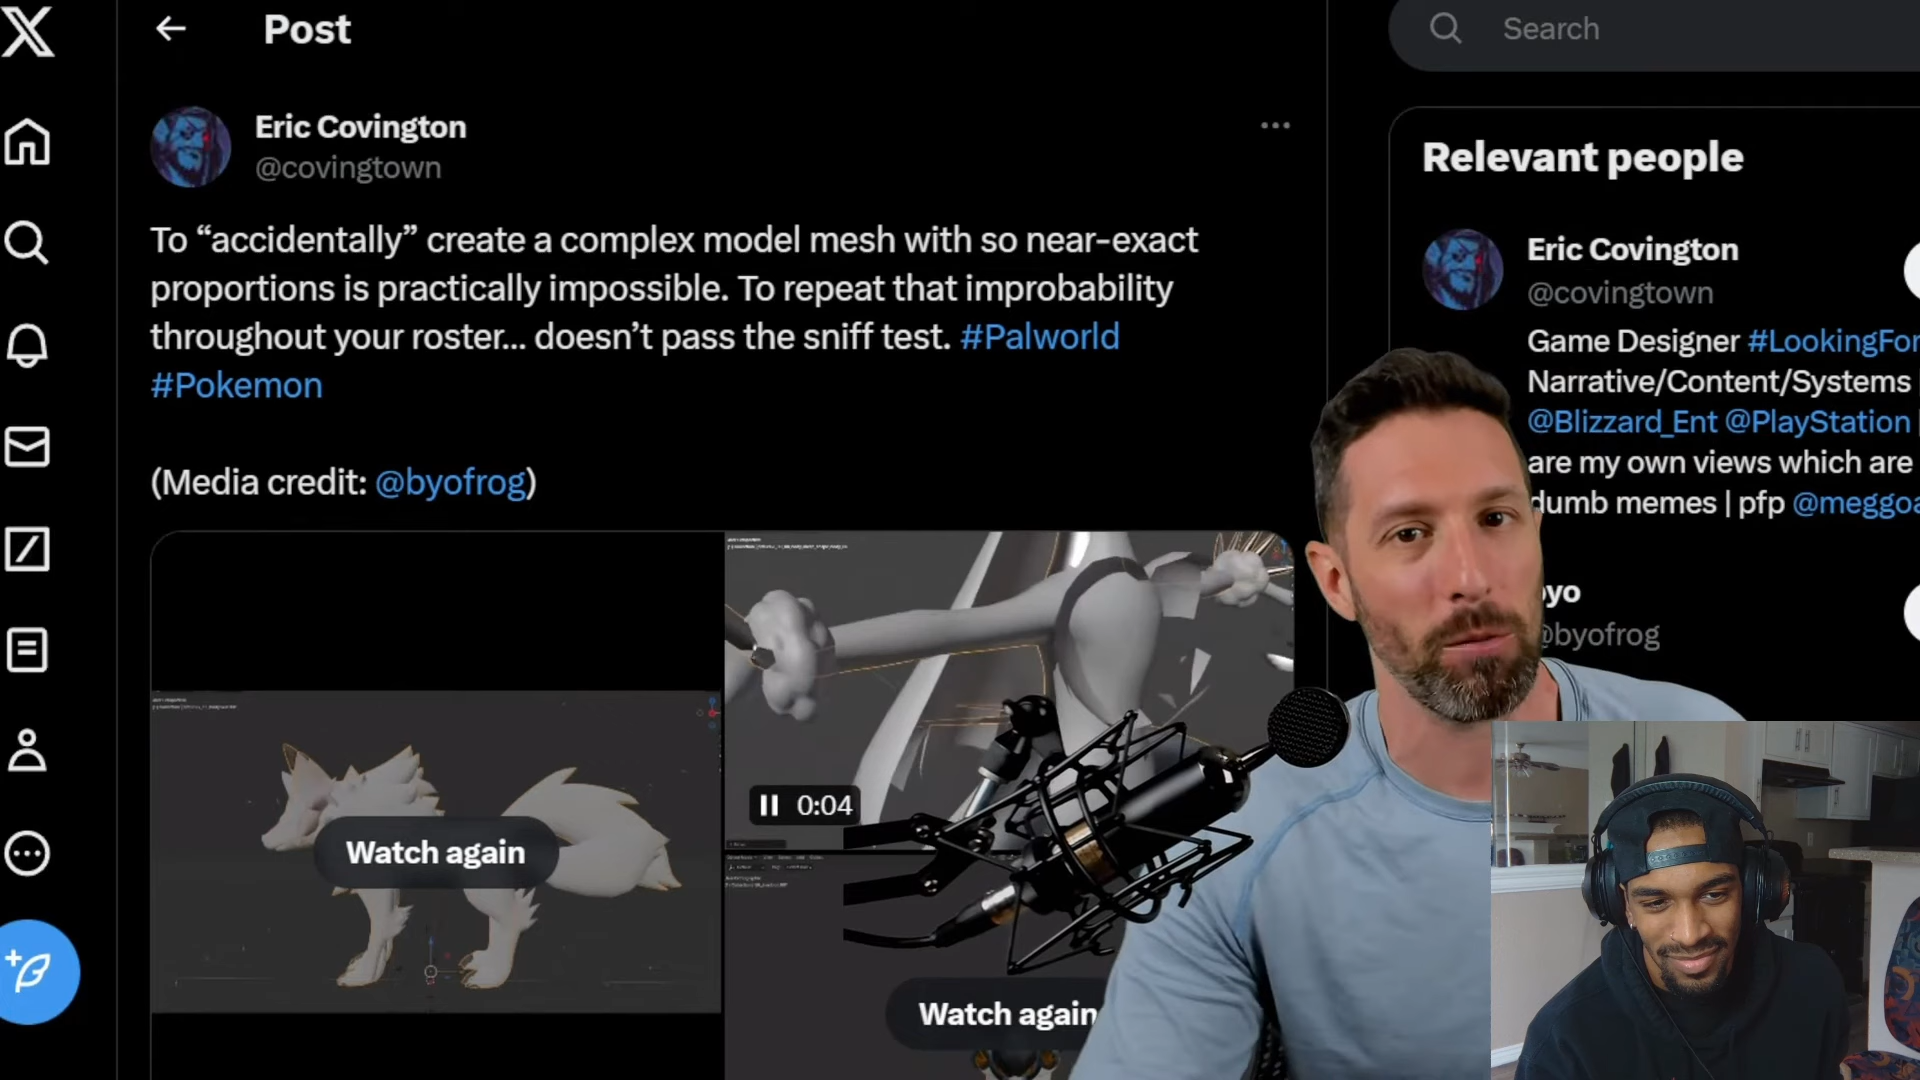 Post
Search
Eric Covington
@covingtown
To “accidentally” create a complex model mesh with so near-exact
proportions is practically impossible. To repeat that improbability
throughout your roster... doesn’t pass the sniff test. #Palworld
#Pokemon
(Media credit: @byofrog)
Watch again
0:04
Watch again
Relevant people
Eric Covington
@covingtown
Game Designer #LookingFor
Narrative/Content/Systems
@Blizzard_Ent @PlayStation |
are my own views which are
dumb memes | pfp @meggoa
yo
@byofrog